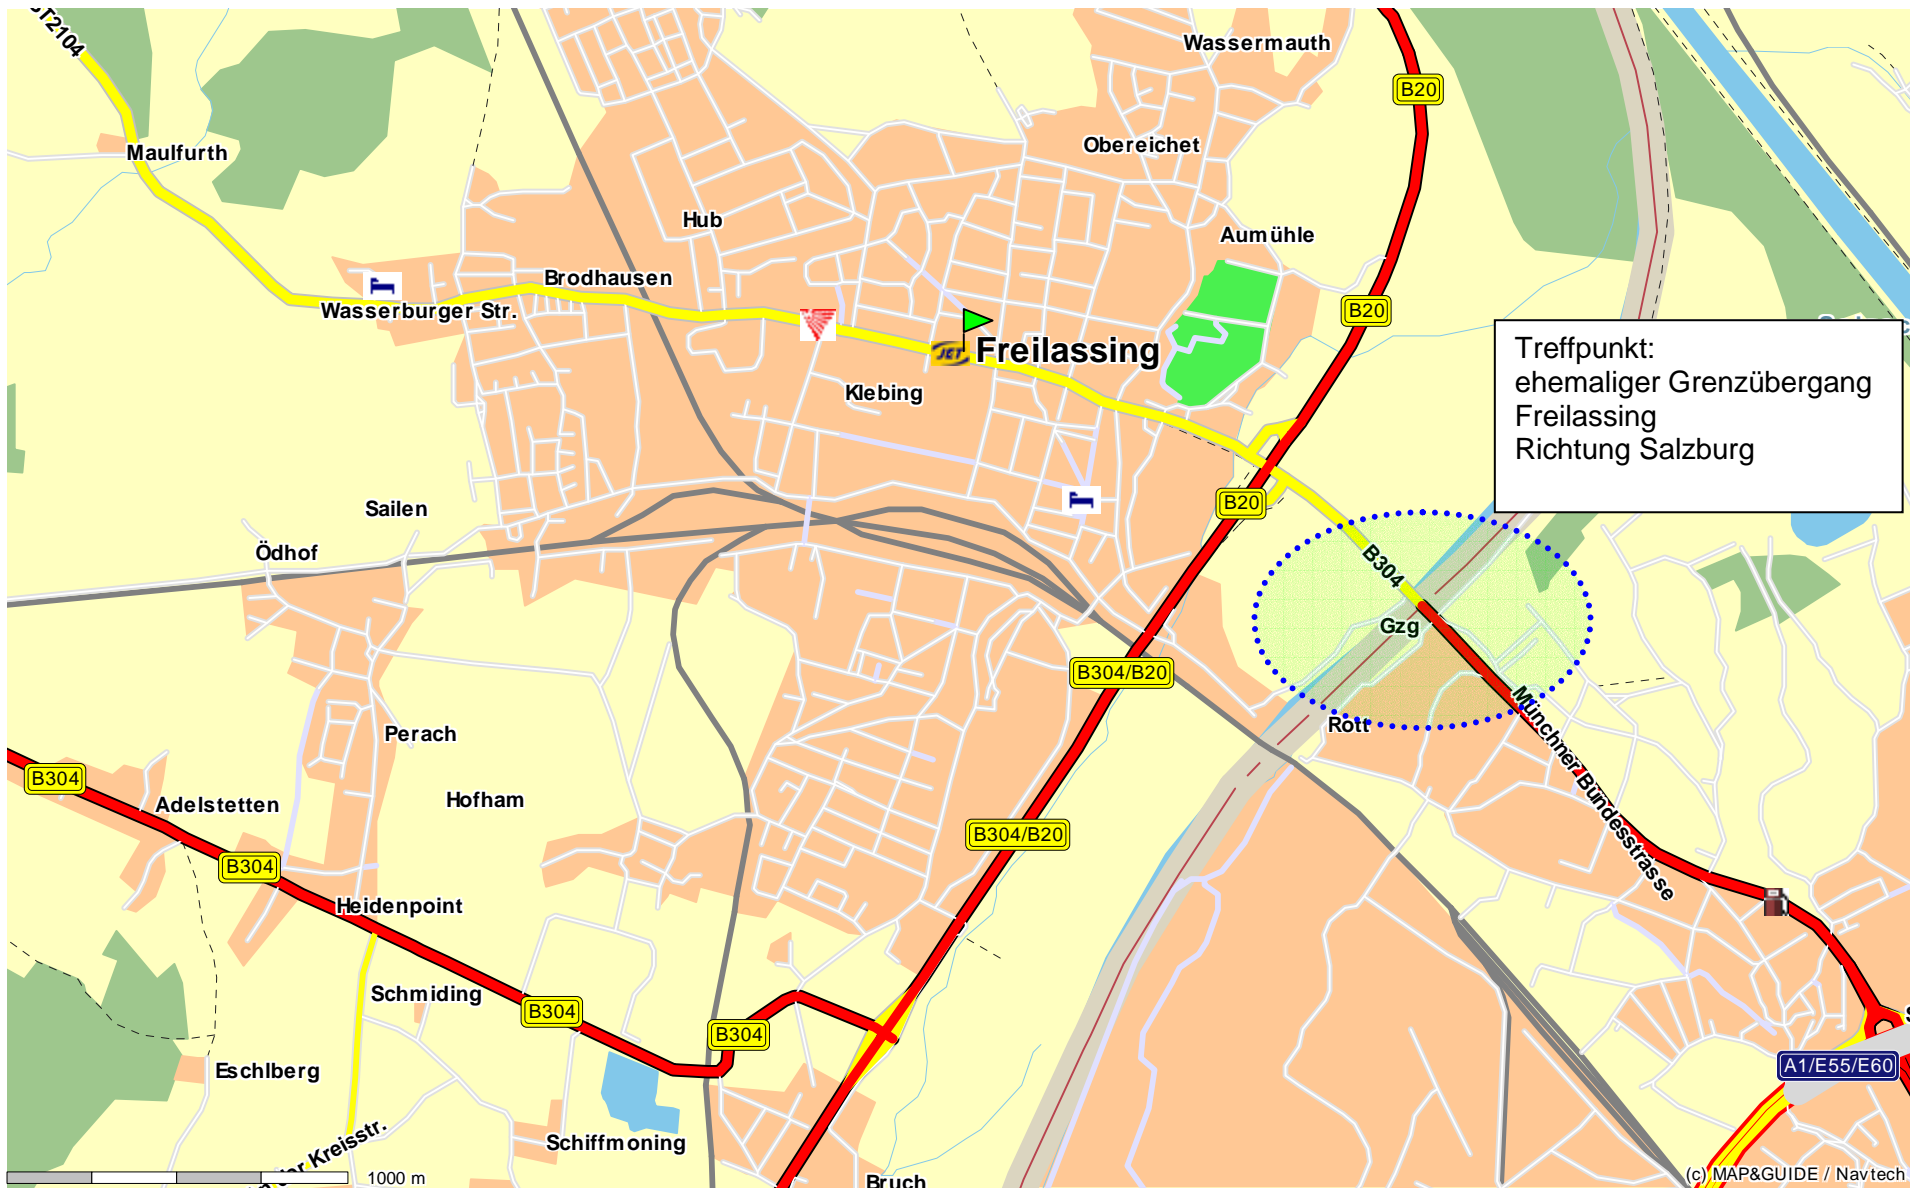 ST2104
Wassermauth
B20
Maulfurth
Obereichet
Hub
Aumühle
Brodhausen
Wasserburger Str.
B20
JET
Freilassing
Treffpunkt:
ehemaliger Grenzübergang
Freilassing
Richtung Salzburg
Klebing
B20
Sailen
Ödhof
B304
Gzg
B304/B20
Rott
Münchner Bundesstrasse
Perach
B304
Adelstetten
Hofham
B304/B20
B304
Heidenpoint
Schmiding
B304
B304
Eschlberg
A1/E55/E60
Schiffmoning
Kreisstr.
1000 m
Bruch
(c) MAP&GUIDE / Navtech